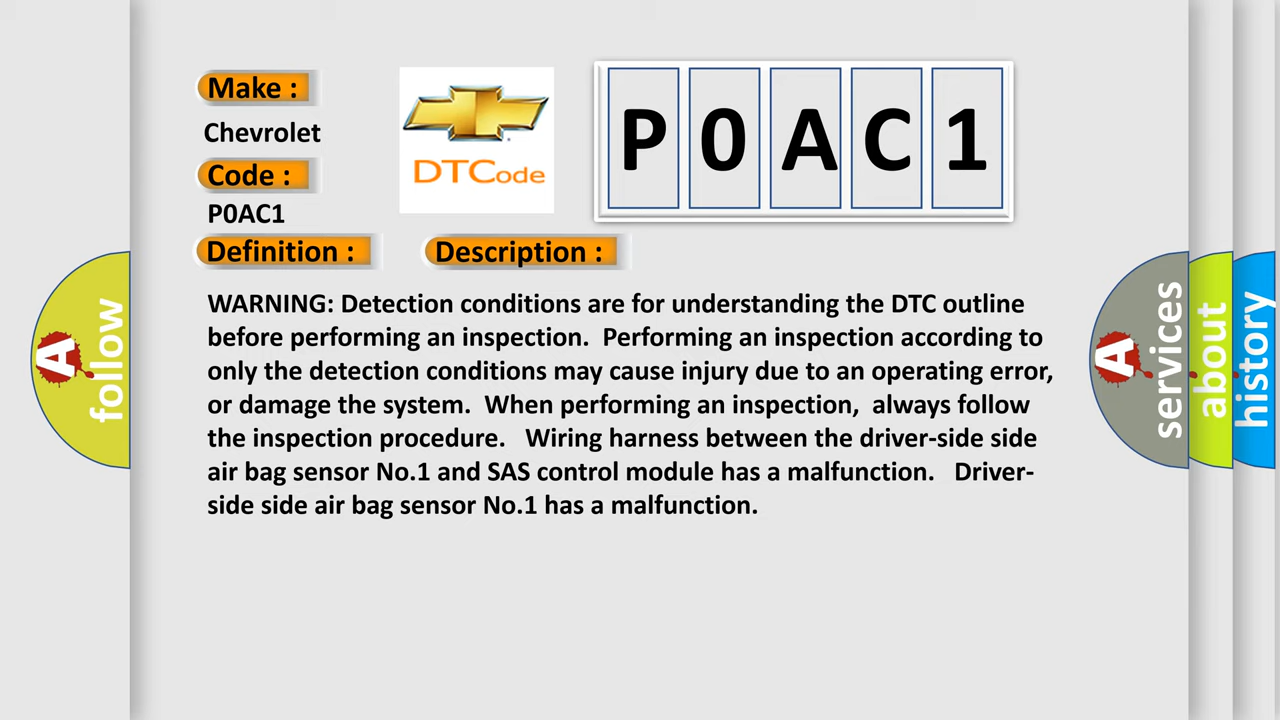 Make :
Chevrolet
Code :
P0AC1
DTCode
P0AC1
Definition :
Description :
WARNING: Detection conditions are for understanding the DTC outline
before performing an inspection. Performing an inspection according to
only the detection conditions may cause injury due to an operating error,
or damage the system. When performing an inspection, always follow
the inspection procedure. Wiring harness between the driver-side side
air bag sensor No.1 and SAS control module has a malfunction. Driver-
side side air bag sensor No.1 has a malfunction.
A
follow
A
services
about
history